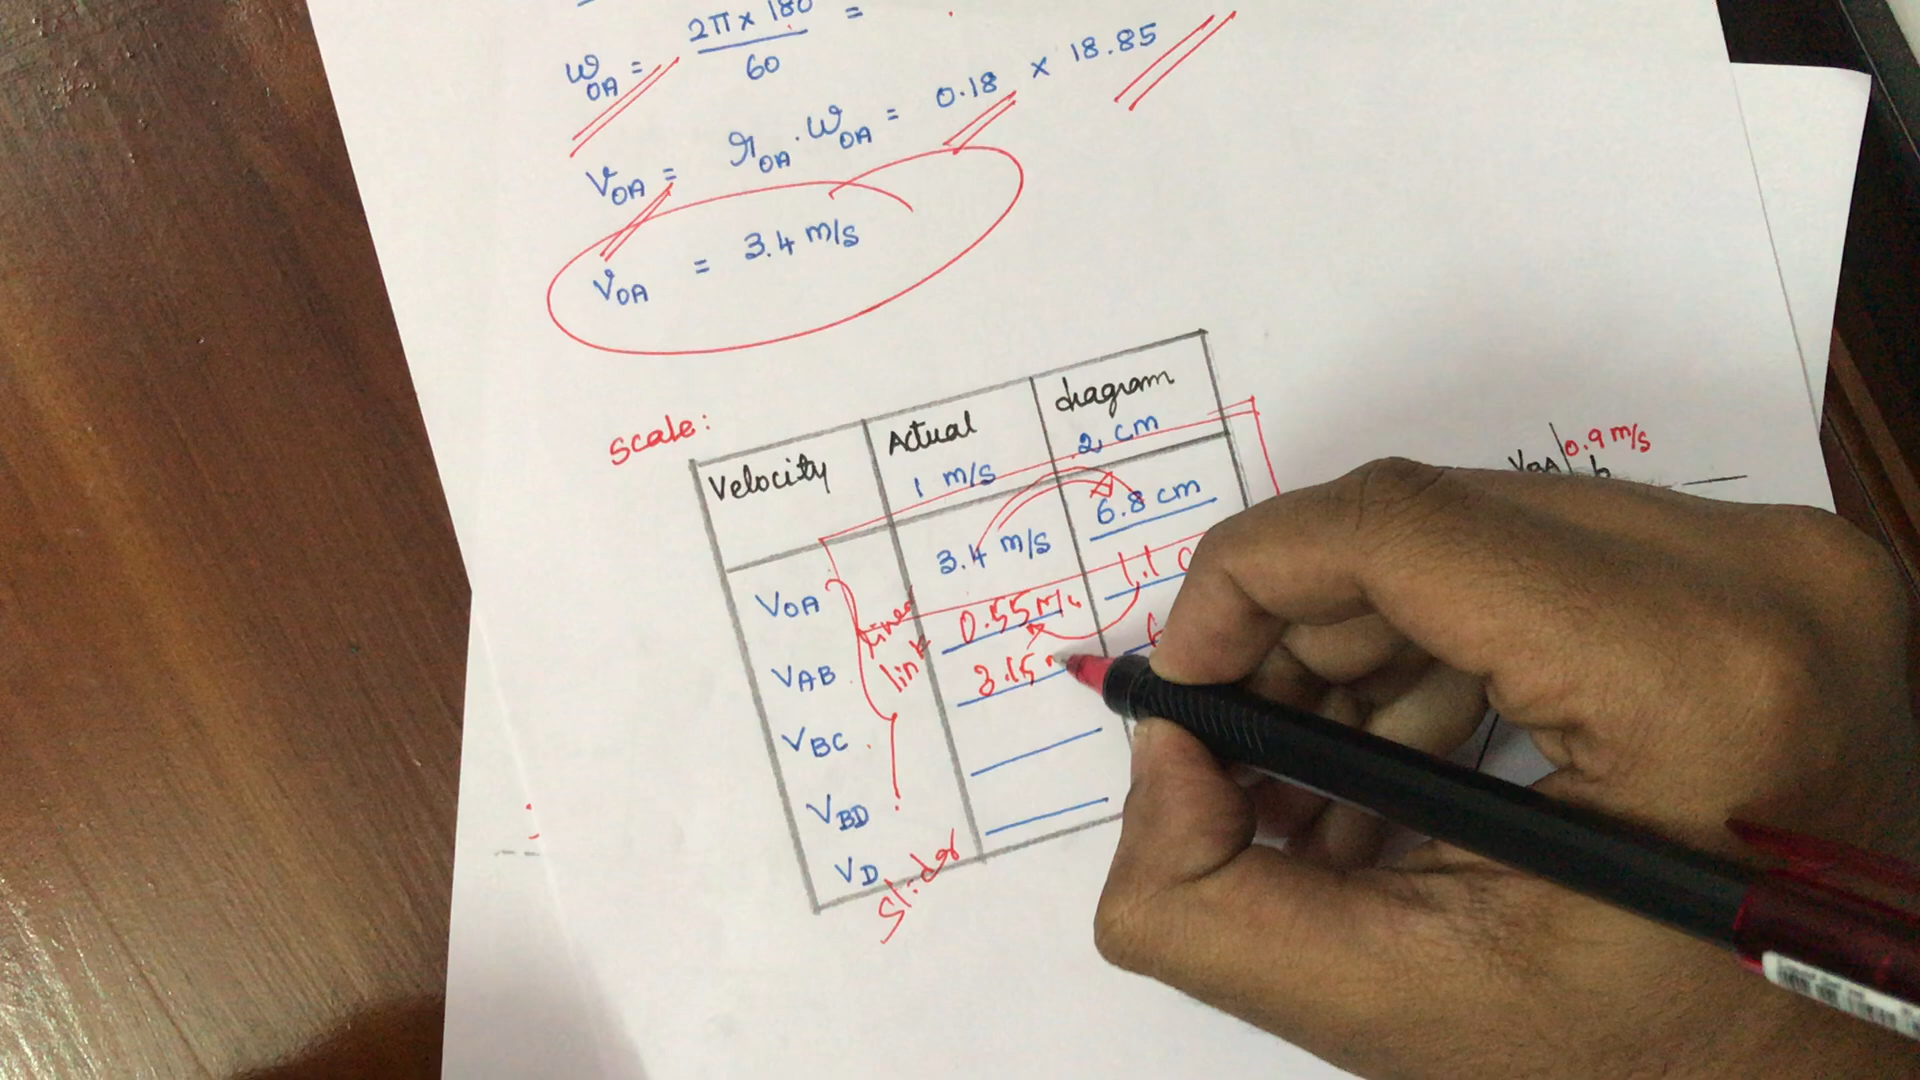 ω_OA = 2π × 180 / 60 =
V_OA = r_OA . ω_OA = 0.18 × 18.85
V_OA = 3.4 m/s
Scale:
Velocity Actual diagram
1 m/s 2 cm
V_OA 3.4 m/s 6.8 cm
V_AB 0.55 m/s 1.1
V_BC 3.15
V_BD
V_D
link
Slider
0.9 m/s
b